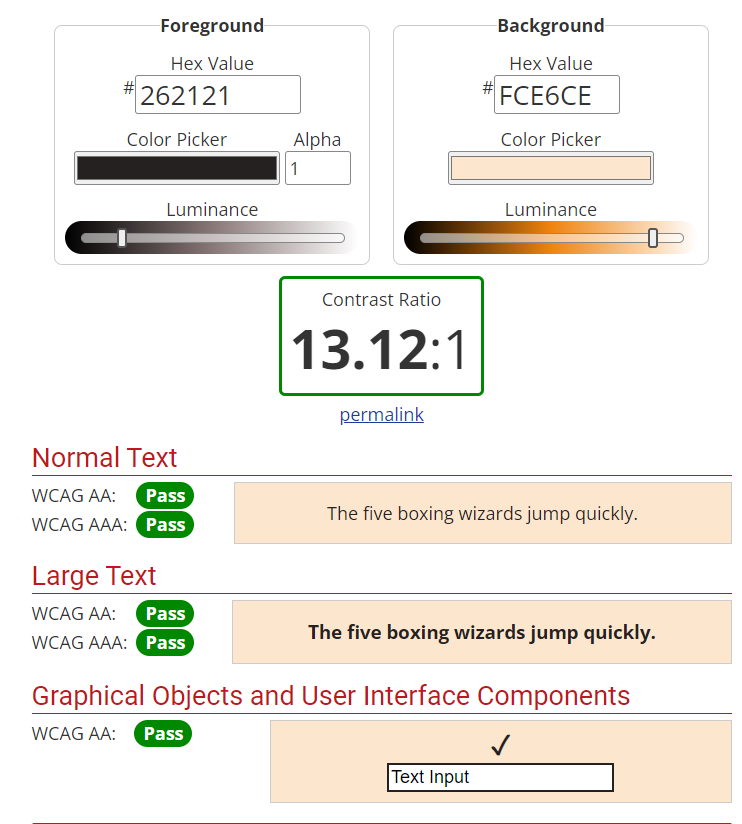 Foreground
Background
Hex Value
Hex Value
#262121
#FCE6CE
Color Picker
Alpha
Color Picker
1
Luminance
Luminance
Contrast Ratio
13.12:1
permalink
Normal Text
WCAG AA: Pass
WCAG AAA: Pass
The five boxing wizards jump quickly.
Large Text
WCAG AA: Pass
WCAG AAA: Pass
The five boxing wizards jump quickly.
Graphical Objects and User Interface Components
WCAG AA: Pass
✓
Text Input